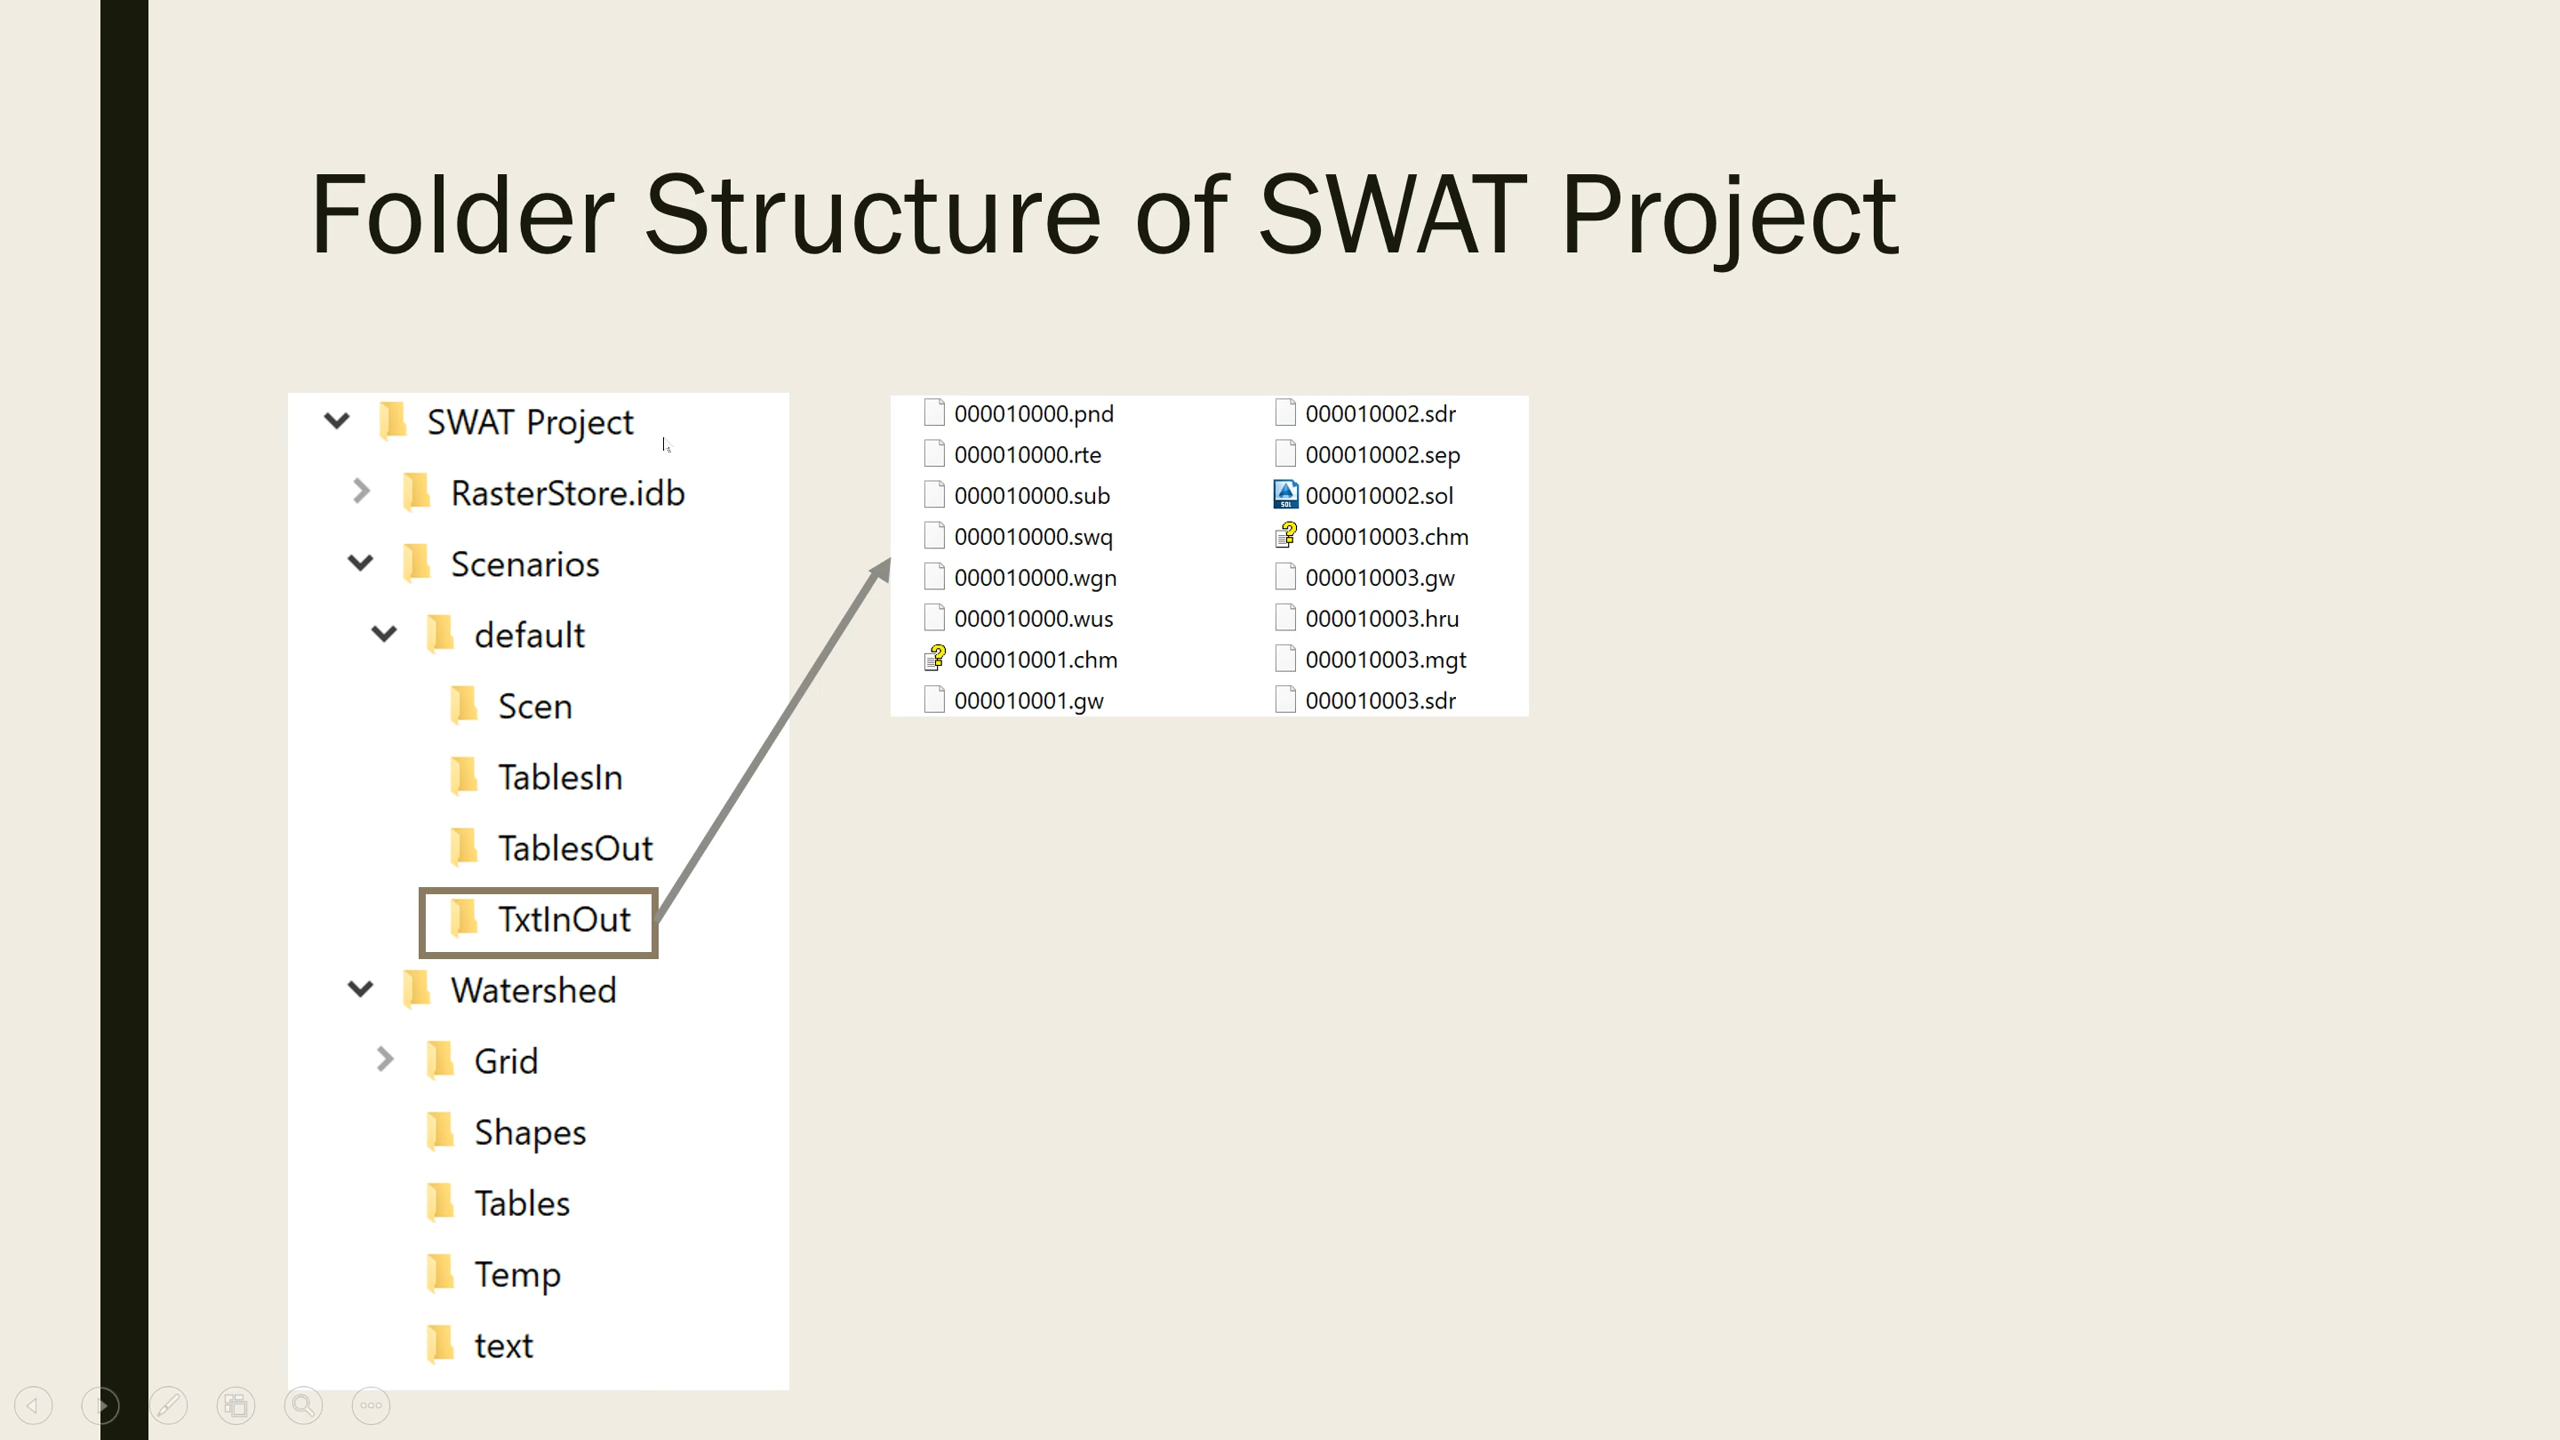 Folder Structure of SWAT Project
SWAT Project
RasterStore.idb
Scenarios
default
Scen
TablesIn
TablesOut
TxtInOut
Watershed
Grid
Shapes
Tables
Temp
text
000010000.pnd
000010000.rte
000010000.sub
000010000.swq
000010000.wgn
000010000.wus
000010001.chm
000010001.gw
000010002.sdr
000010002.sep
SOL
000010002.sol
000010003.chm
000010003.gw
000010003.hru
000010003.mgt
000010003.sdr